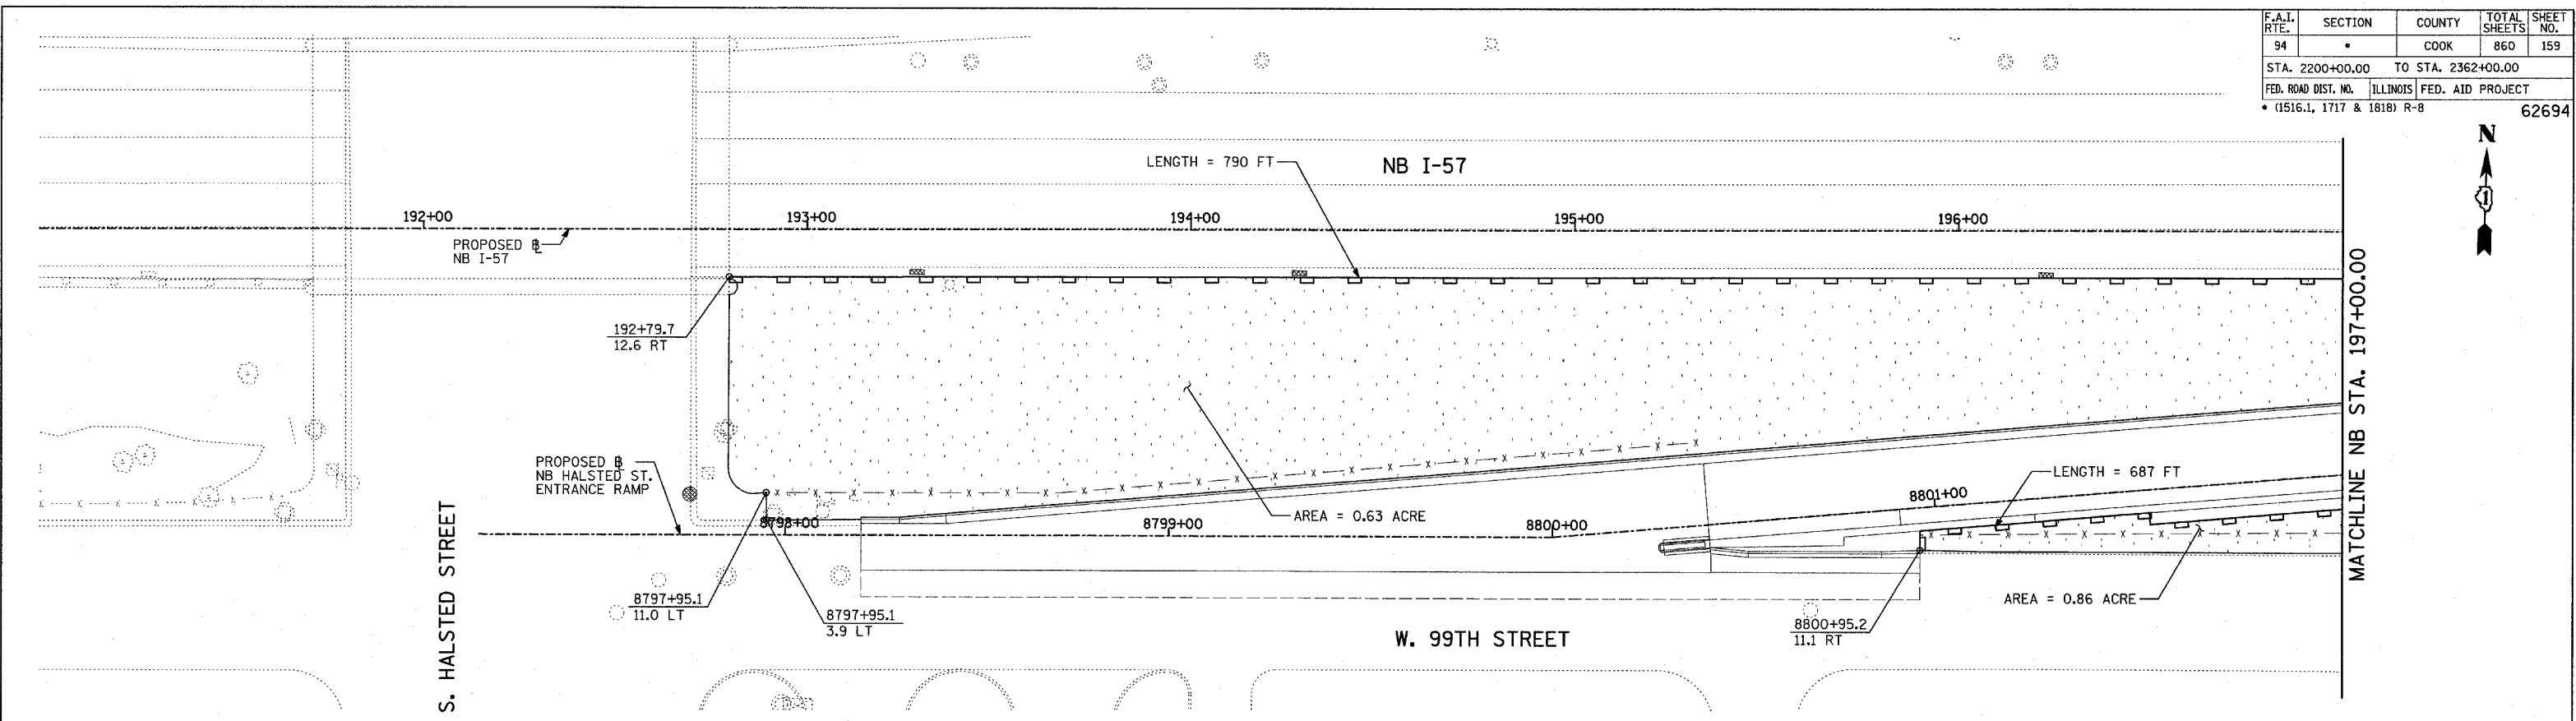 F.A.I. RTE. SECTION COUNTY TOTAL SHEETS SHEET NO.
94 * COOK 860 159
STA. 2200+00.00 TO STA. 2362+00.00
FED. ROAD DIST. NO. ILLINOIS FED. AID PROJECT
* (1516.1, 1717 & 1818) R-8
62694
N
1
LENGTH = 790 FT
NB I-57
192+00
193+00
194+00
195+00
196+00
PROPOSED B
NB I-57
192+79.7
12.6 RT
MATCHLINE NB STA. 197+00.00
PROPOSED B
NB HALSTED ST.
ENTRANCE RAMP
S. HALSTED STREET
LENGTH = 687 FT
AREA = 0.63 ACRE
8798+00
8799+00
8800+00
8801+00
8797+95.1
11.0 LT
8797+95.1
3.9 LT
AREA = 0.86 ACRE
8800+95.2
11.1 RT
W. 99TH STREET